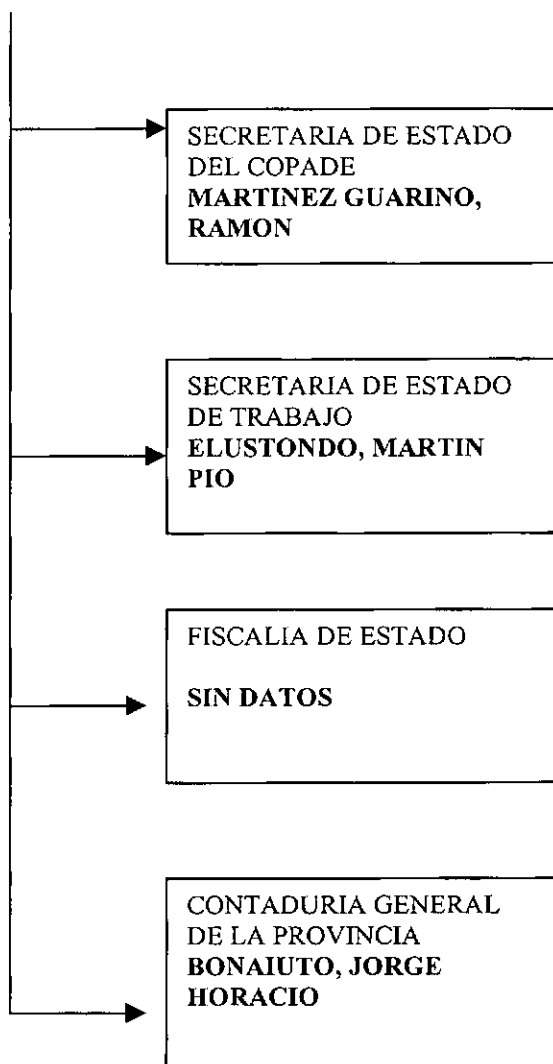 SECRETARIA DE ESTADO
DEL COPADE
MARTINEZ GUARINO,
RAMON
SECRETARIA DE ESTADO
DE TRABAJO
ELUSTONDO, MARTIN
PIO
FISCALIA DE ESTADO
SIN DATOS
CONTADURIA GENERAL
DE LA PROVINCIA
BONAIUTO, JORGE
HORACIO